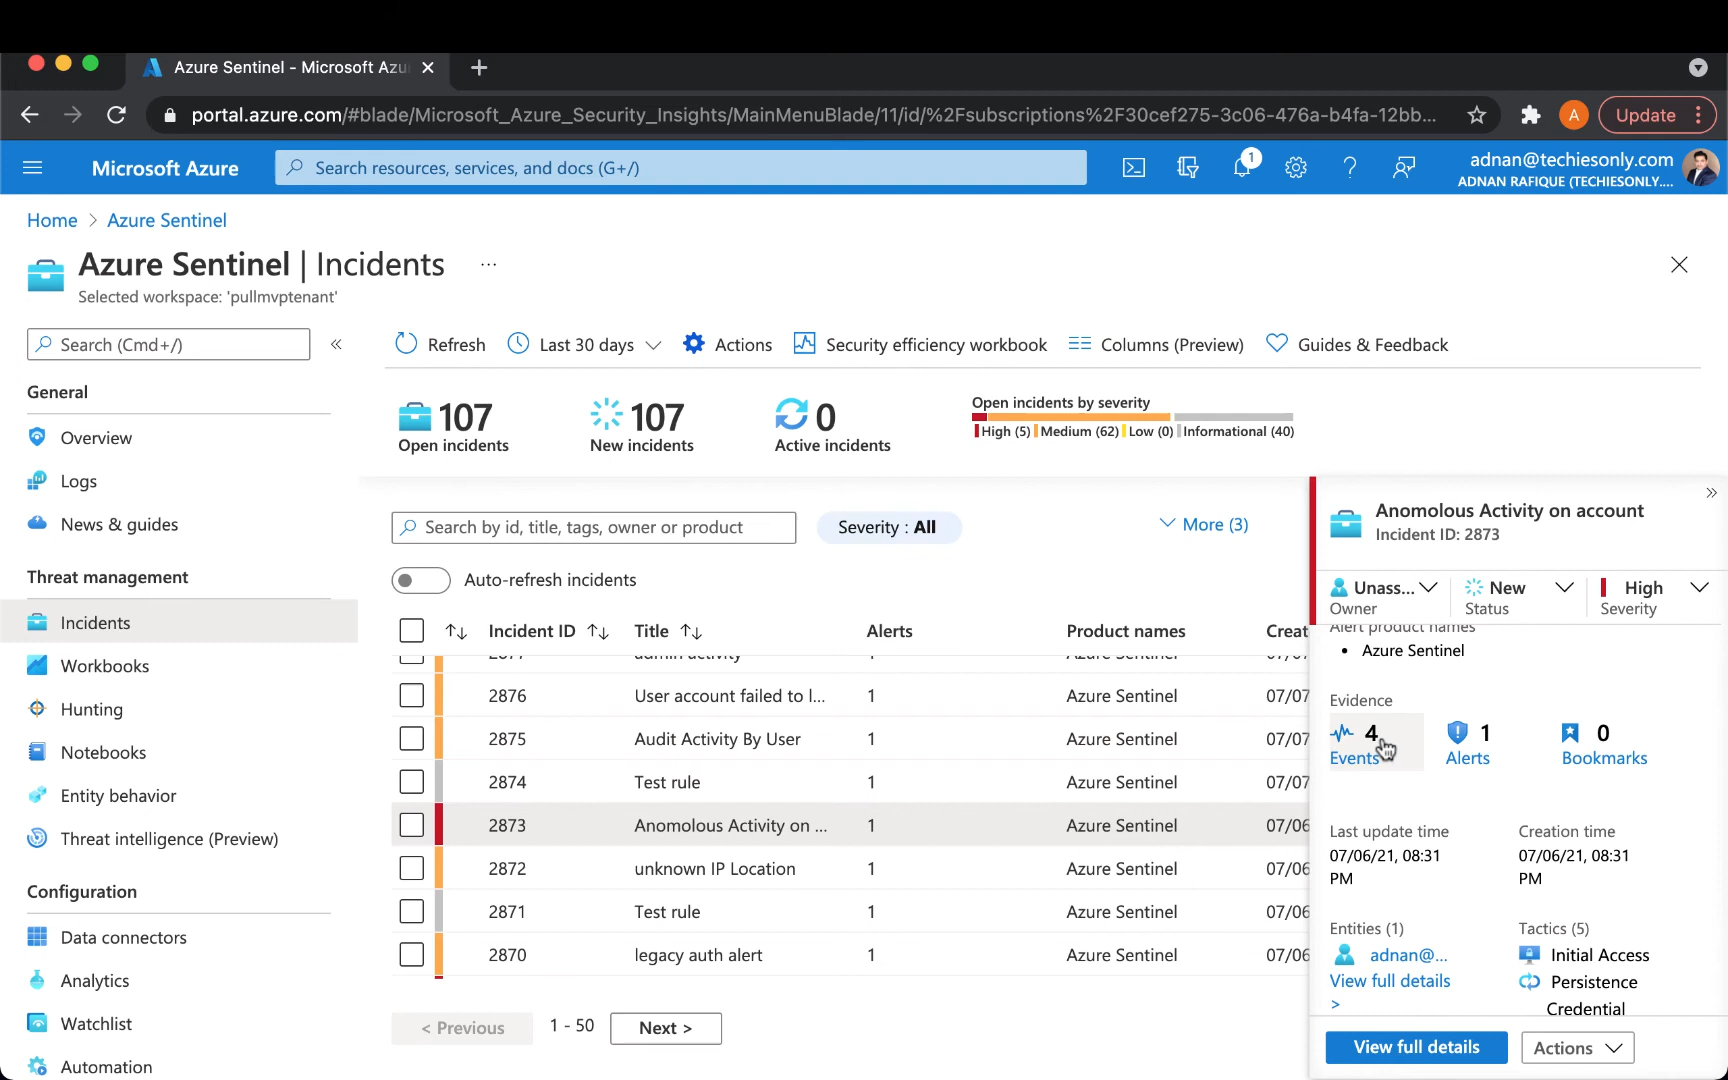 Azure Sentinel - Microsoft Azu
portal.azure.com/#blade/Microsoft_Azure_Security_Insights/MainMenuBlade/11/id/%2Fsubscriptions%2F30cef275-3c06-476a-b4fa-12bb...
A
Update
Microsoft Azure
Search resources, services, and docs (G+/)
1
adnan@techiesonly.com
ADNAN RAFIQUE (TECHIESONLY....
Home > Azure Sentinel
Azure Sentinel | Incidents ...
Selected workspace: 'pullmvptenant'
Search (Cmd+/)
«
General
Overview
Logs
News & guides
Threat management
Incidents
Workbooks
Hunting
Notebooks
Entity behavior
Threat intelligence (Preview)
Configuration
Data connectors
Analytics
Watchlist
Automation
Refresh Last 30 days Actions Security efficiency workbook Columns (Preview) Guides & Feedback
107 Open incidents
107 New incidents
0 Active incidents
Open incidents by severity
High (5) Medium (62) Low (0) Informational (40)
Search by id, title, tags, owner or product
Severity : All
More (3)
Auto-refresh incidents
Incident ID Title Alerts Product names Creat
2877 admin activity 1 Azure Sentinel 07/07
2876 User account failed to l... 1 Azure Sentinel 07/07
2875 Audit Activity By User 1 Azure Sentinel 07/07
2874 Test rule 1 Azure Sentinel 07/07
2873 Anomolous Activity on ... 1 Azure Sentinel 07/06
2872 unknown IP Location 1 Azure Sentinel 07/06
2871 Test rule 1 Azure Sentinel 07/06
2870 legacy auth alert 1 Azure Sentinel 07/06
< Previous 1 - 50 Next >
»
Anomolous Activity on account
Incident ID: 2873
Unass... New High
Owner Status Severity
Alert product names
• Azure Sentinel
Evidence
4 1 0
Events Alerts Bookmarks
Last update time
07/06/21, 08:31
PM
Creation time
07/06/21, 08:31
PM
Entities (1)
adnan@...
View full details
>
Tactics (5)
Initial Access
Persistence
Credential
View full details
Actions